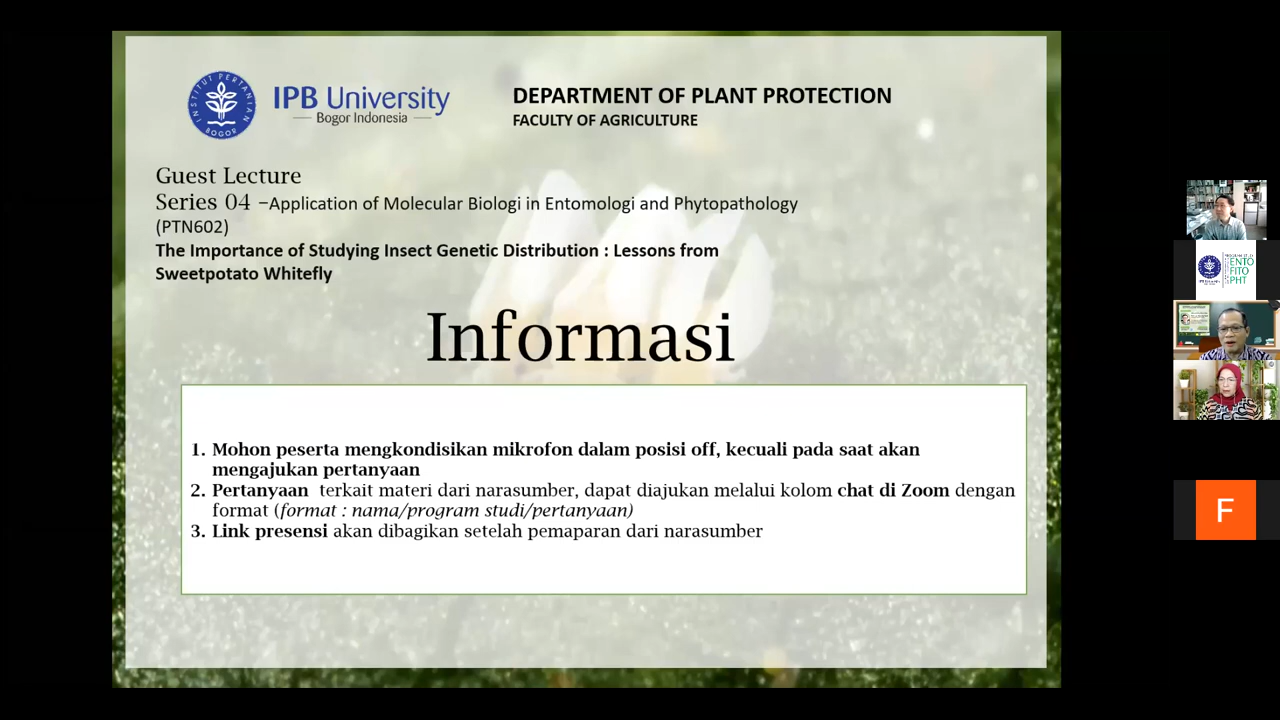 INSTITUT PERTANIAN
BOGOR
IPB University
Bogor Indonesia
DEPARTMENT OF PLANT PROTECTION
FACULTY OF AGRICULTURE
Guest Lecture
Series 04 –Application of Molecular Biologi in Entomologi and Phytopathology
(PTN602)
The Importance of Studying Insect Genetic Distribution : Lessons from
Sweetpotato Whitefly
Informasi
1. Mohon peserta mengkondisikan mikrofon dalam posisi off, kecuali pada saat akan
mengajukan pertanyaan
2. Pertanyaan terkait materi dari narasumber, dapat diajukan melalui kolom chat di Zoom dengan
format (format : nama/program studi/pertanyaan)
3. Link presensi akan dibagikan setelah pemaparan dari narasumber
ENTO
FITO
PHT
F